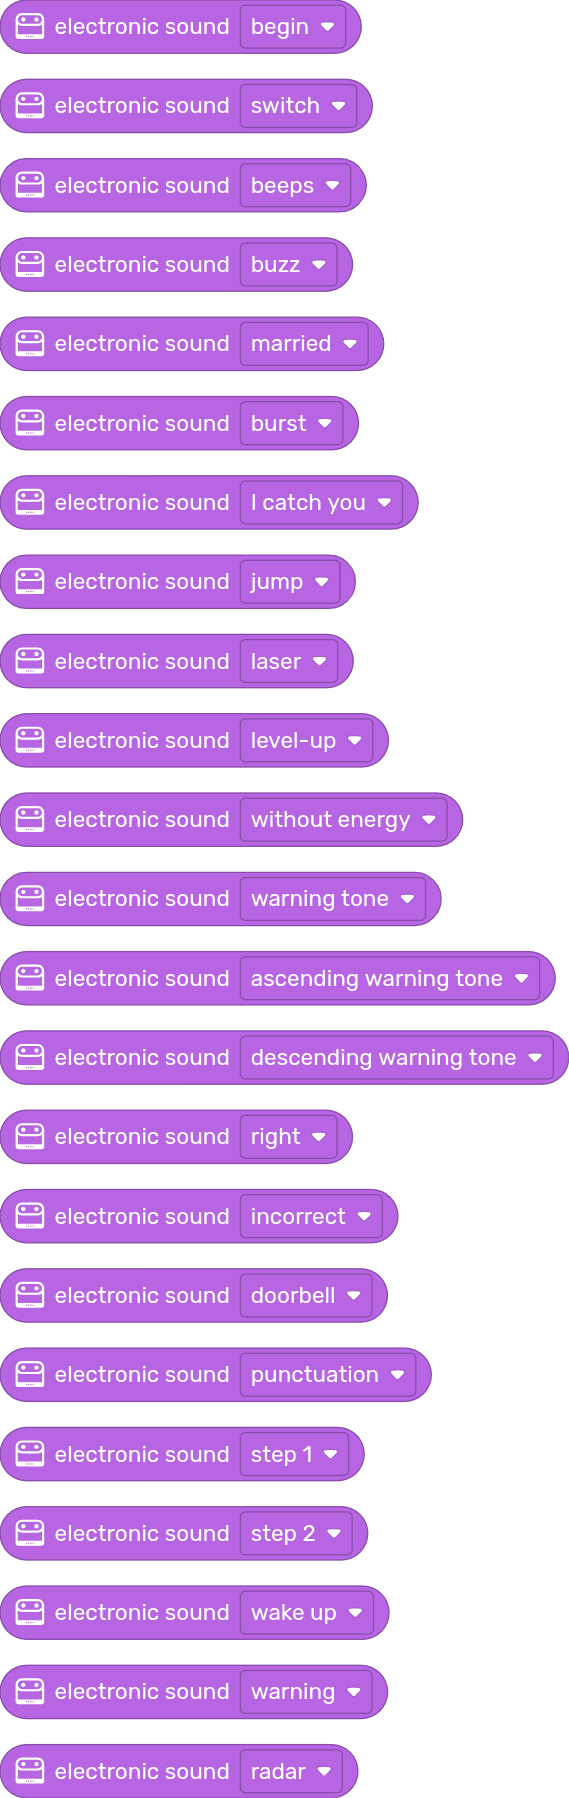 electronic sound begin
electronic sound switch
electronic sound beeps
electronic sound buzz
electronic sound married
electronic sound burst
electronic sound I catch you
electronic sound jump
electronic sound laser
electronic sound level-up
electronic sound without energy
electronic sound warning tone
electronic sound ascending warning tone
electronic sound descending warning tone
electronic sound right
electronic sound incorrect
electronic sound doorbell
electronic sound punctuation
electronic sound step 1
electronic sound step 2
electronic sound wake up
electronic sound warning
electronic sound radar